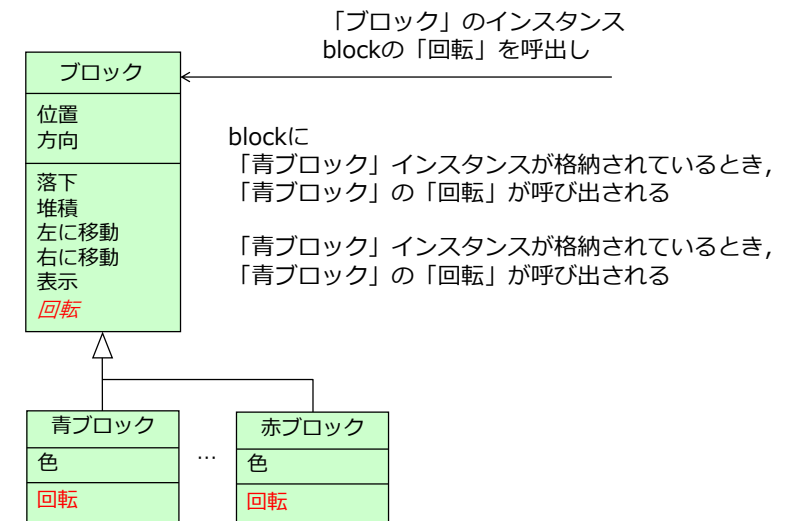 「ブロック」のインスタンス
blockの「回転」を呼出し
ブロック
位置
方向
落下
堆積
左に移動
右に移動
表示
回転
blockに
「青ブロック」インスタンスが格納されているとき,
「青ブロック」の「回転」が呼び出される
「青ブロック」インスタンスが格納されているとき,
「青ブロック」の「回転」が呼び出される
青ブロック
色
回転
…
赤ブロック
色
回転